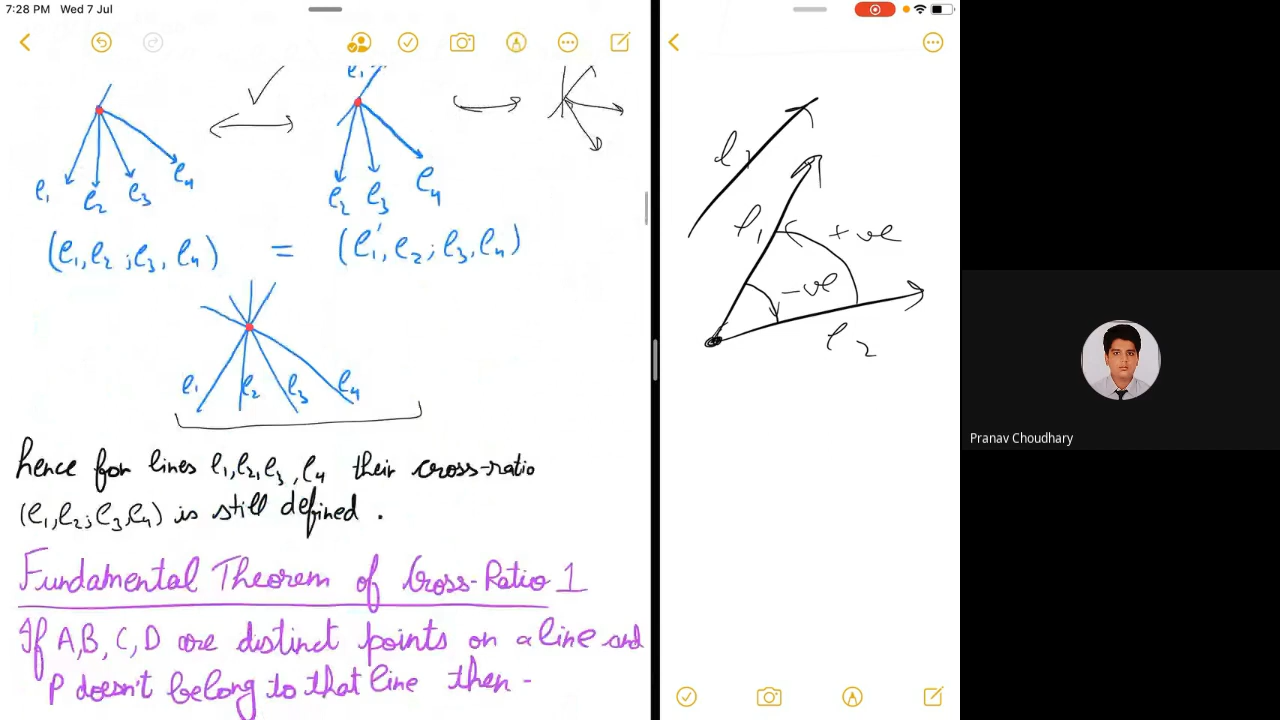 7:28 PM Wed 7 Jul
ℓ₁
ℓ₁ ℓ₂ ℓ₃ ℓ₄
ℓ₂ ℓ₃ ℓ₄
(ℓ₁,ℓ₂;ℓ₃,ℓ₄) = (ℓ₁',ℓ₂;ℓ₃,ℓ₄)
ℓ₁ ℓ₂ ℓ₃ ℓ₄
hence for lines ℓ₁,ℓ₂,ℓ₃,ℓ₄ their cross-ratio
(ℓ₁,ℓ₂;ℓ₃,ℓ₄) is still defined.
Fundamental Theorem of Cross-Ratio 1
If A,B,C,D are distinct points on a line and
P doesn't belong to that line then -
ℓ₁ +ve
-ve
ℓ₂
Pranav Choudhary